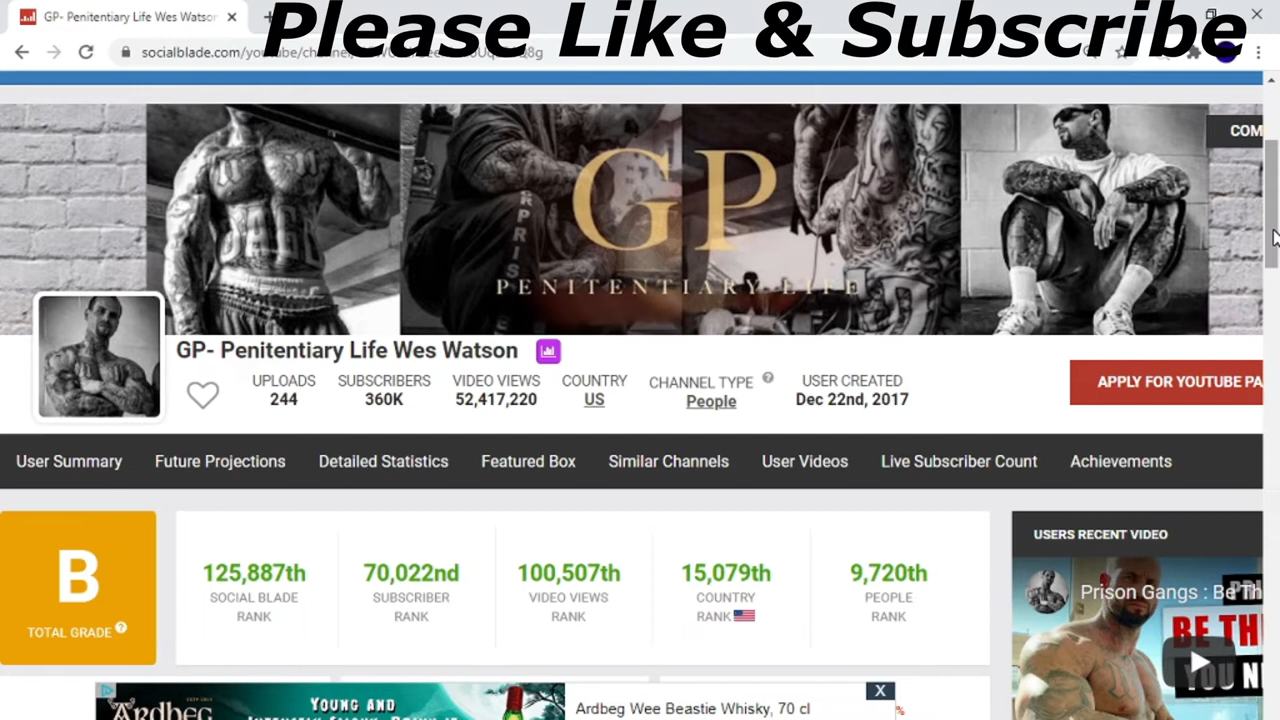 GP- Penitentiary Life Wes Watson
Please Like & Subscribe
COM
GP
PENITENTIARY LIFE
GP- Penitentiary Life Wes Watson
UPLOADS SUBSCRIBERS VIDEO VIEWS COUNTRY CHANNEL TYPE USER CREATED
244 360K 52,417,220 US People Dec 22nd, 2017
APPLY FOR YOUTUBE PA
User Summary Future Projections Detailed Statistics Featured Box Similar Channels User Videos Live Subscriber Count Achievements
B
TOTAL GRADE
125,887th 70,022nd 100,507th 15,079th 9,720th
SOCIAL BLADE SUBSCRIBER VIDEO VIEWS COUNTRY PEOPLE
RANK RANK RANK RANK RANK
USERS RECENT VIDEO
Prison Gangs : Be Th
BE TH
YOU N
YOUNG AND
Ardbeg
Ardbeg Wee Beastie Whisky, 70 cl
X